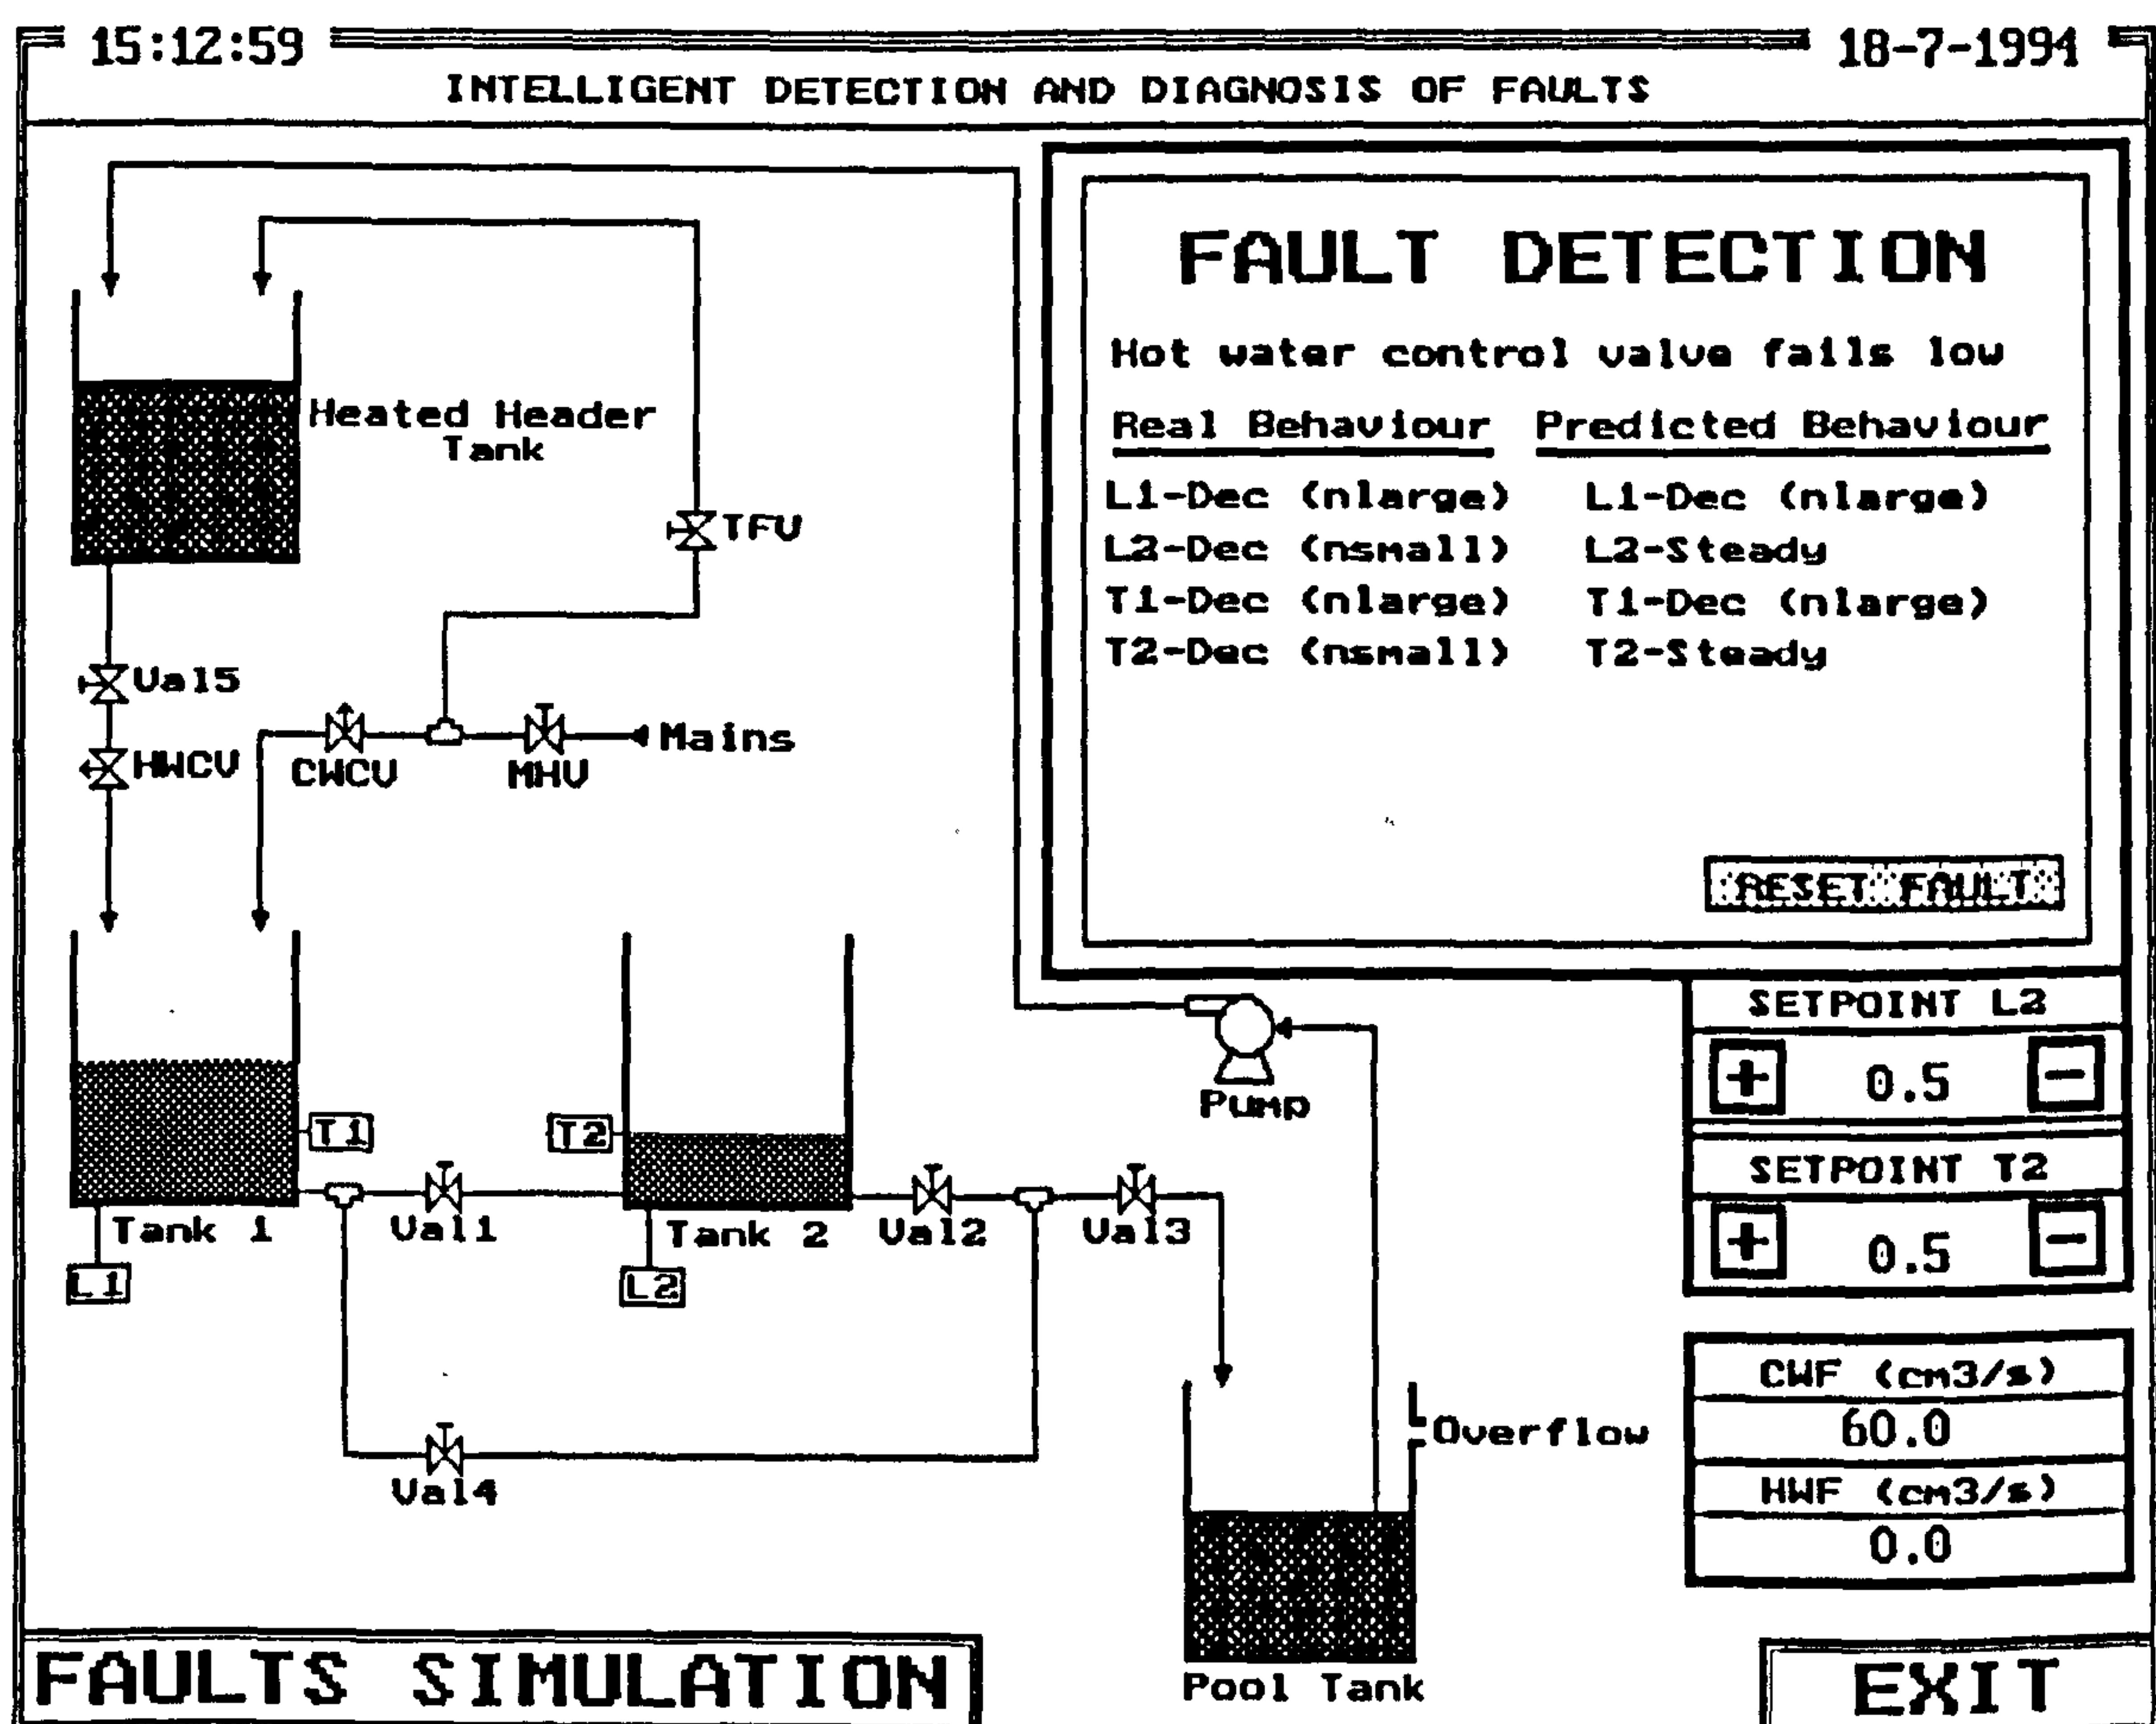 15:12:59 18-7-1994
INTELLIGENT DETECTION AND DIAGNOSIS OF FAULTS
FAULT DETECTION
Hot water control valve fails low
Real Behaviour Predicted Behaviour
L1-Dec (nlarge) L1-Dec (nlarge)
L2-Dec (nsmall) L2-Steady
T1-Dec (nlarge) T1-Dec (nlarge)
T2-Dec (nsmall) T2-Steady
RESET FAULT
Heated Header
Tank
TFV
Val5
HWCV
CWCV
MHV
Mains
T1
T2
Tank 1
Val1
Tank 2
Val2
Val3
L1
L2
Val4
Pump
Overflow
Pool Tank
SETPOINT L2
+ 0.5 -
SETPOINT T2
+ 0.5 -
CWF (cm3/s)
60.0
HWF (cm3/s)
0.0
FAULTS SIMULATION
EXIT